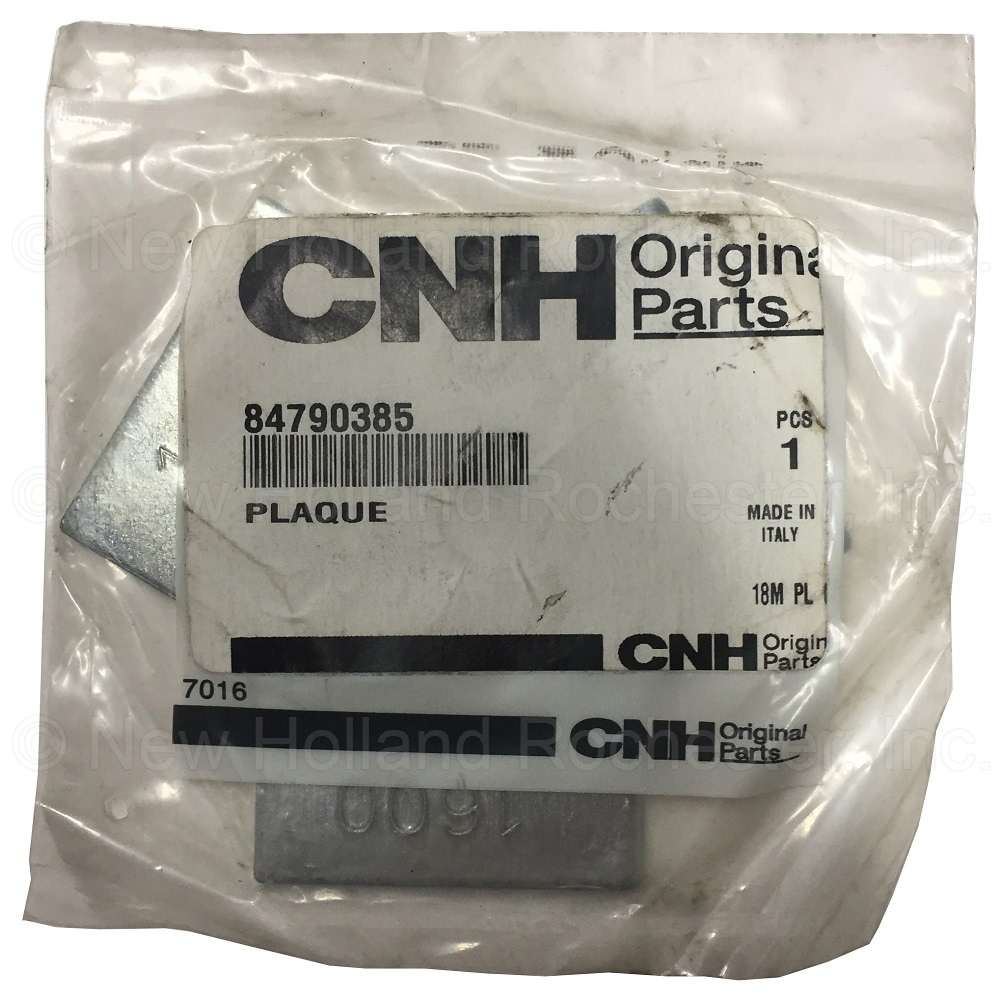 CNH Original
Parts
84790385
PCS
1
PLAQUE
MADE IN
ITALY
18M PL
CNH Original
Parts
7016
CNH Original
Parts
1600
© New Holland Rochester, Inc.
© New Holland Rochester, Inc.
© New Holland Rochester, Inc.